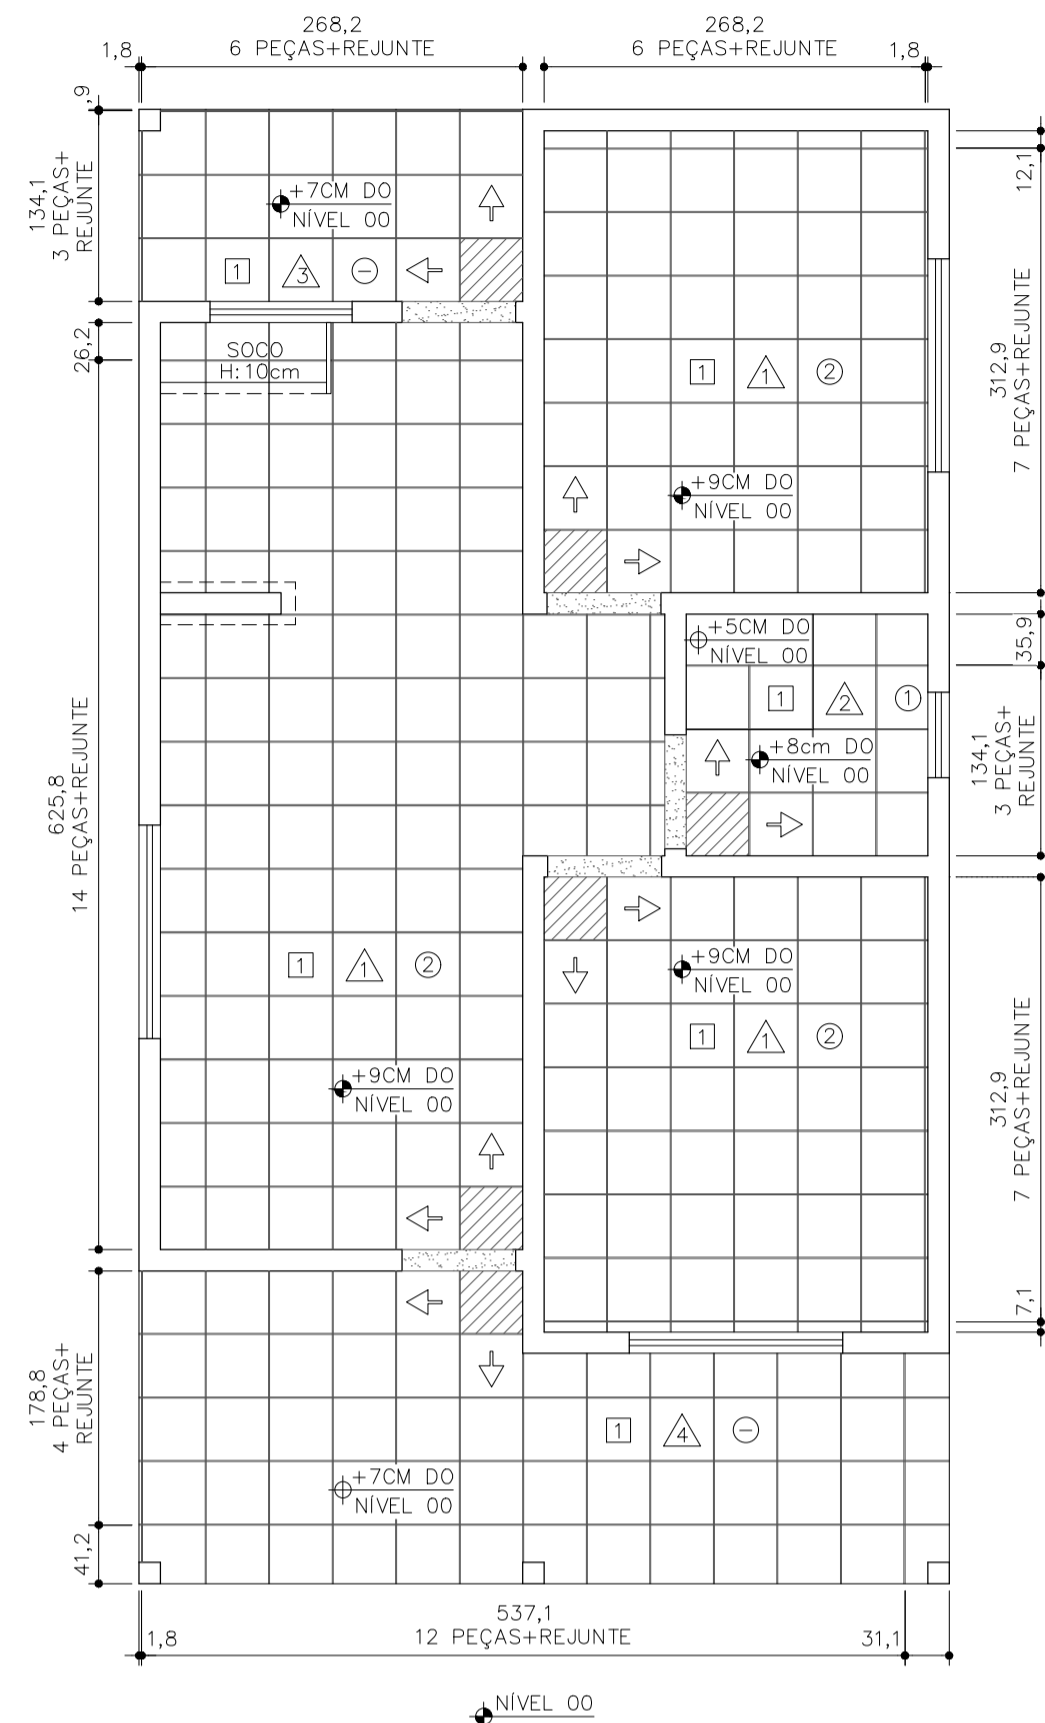 268,2
6 PEÇAS+REJUNTE
1,8
268,2
6 PEÇAS+REJUNTE
1,8
,9
134,1
3 PEÇAS+
REJUNTE
+7CM DO
NÍVEL 00
1
3
-
12,1
312,9
7 PEÇAS+REJUNTE
26,2
SOCO
H:10cm
1
1
2
+9CM DO
NÍVEL 00
+5CM DO
NÍVEL 00
35,9
1
2
1
+8cm DO
NÍVEL 00
134,1
3 PEÇAS+
REJUNTE
625,8
14 PEÇAS+REJUNTE
1
1
2
+9CM DO
NÍVEL 00
+9CM DO
NÍVEL 00
1
1
2
312,9
7 PEÇAS+REJUNTE
7,1
178,8
4 PEÇAS+
REJUNTE
1
4
-
+7CM DO
NÍVEL 00
41,2
1,8
537,1
12 PEÇAS+REJUNTE
31,1
NÍVEL 00